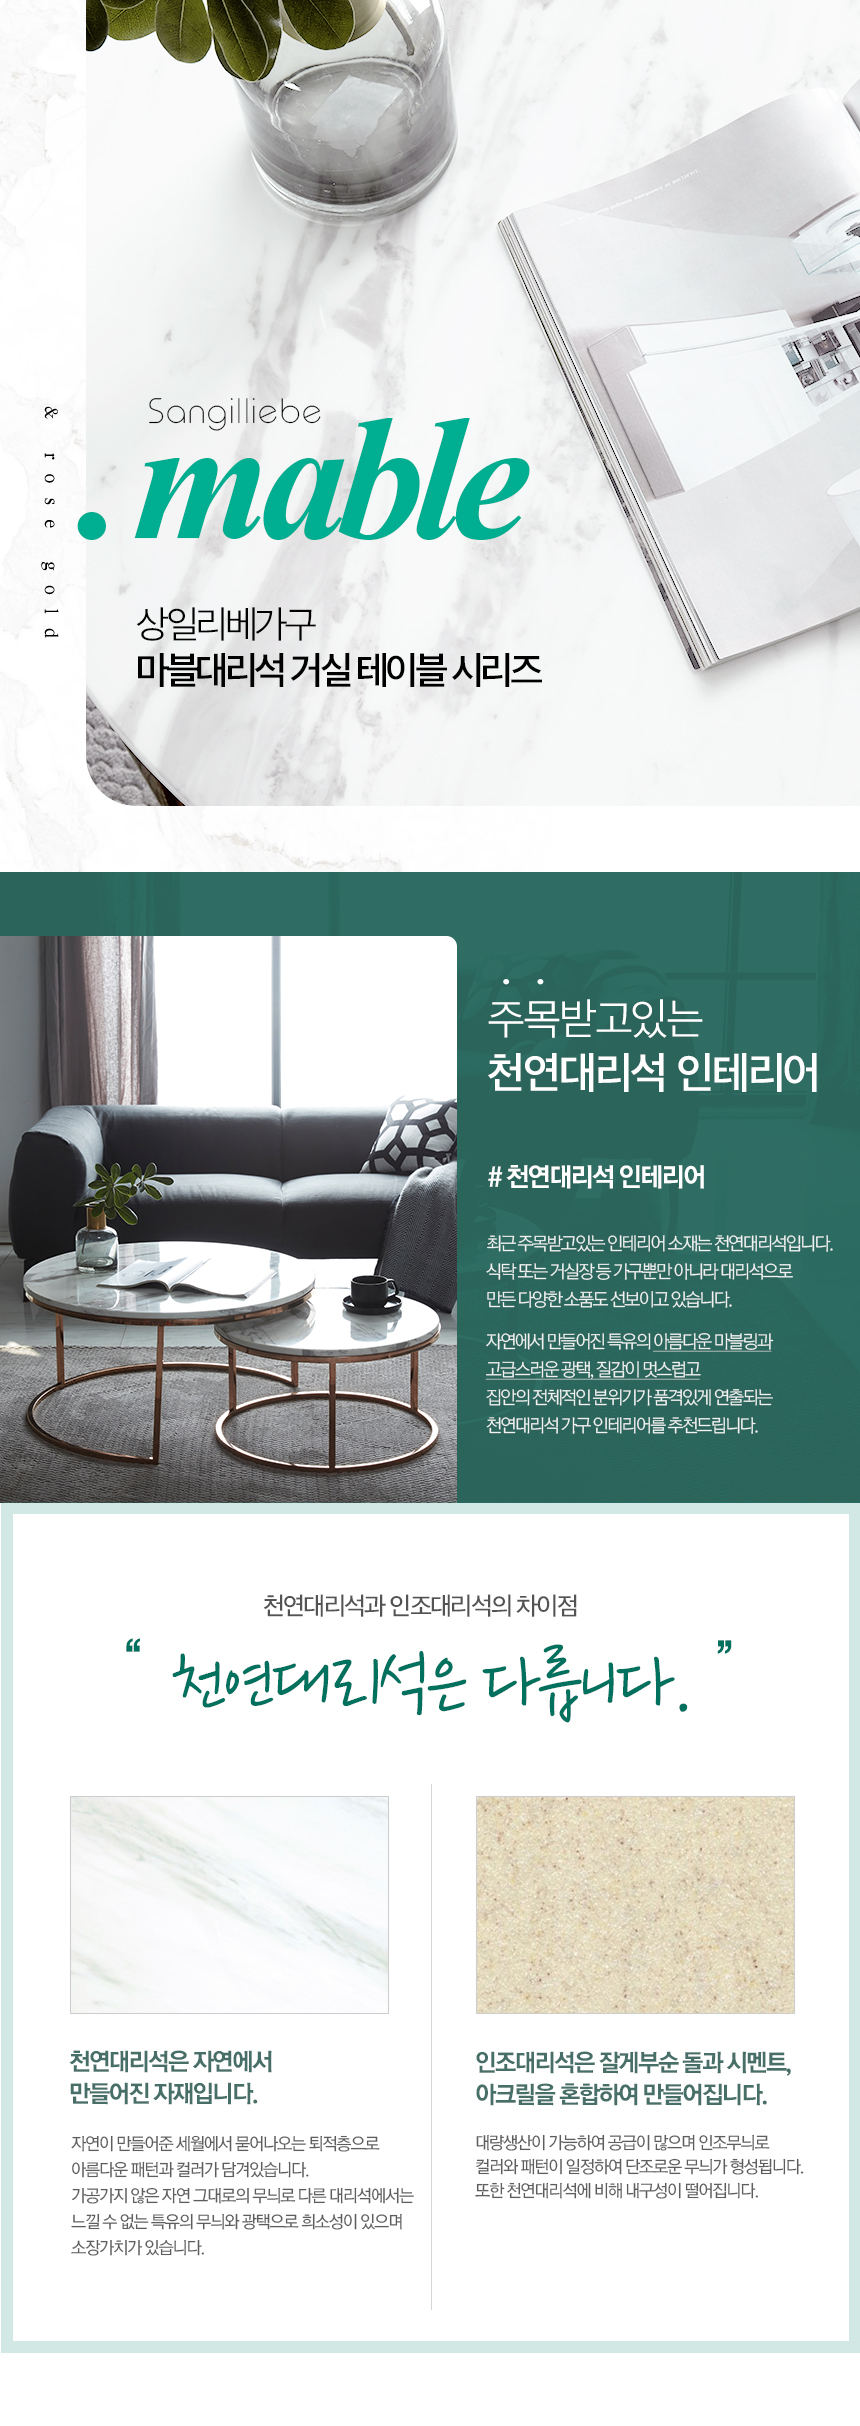 Sangilliebe
.mable
& rose gold
상일리베가구
마블대리석 거실 테이블 시리즈
주목받고있는
천연대리석 인테리어
# 천연대리석 인테리어
최근 주목받고있는 인테리어 소재는 천연대리석입니다.
식탁 또는 거실장 등 가구뿐만 아니라 대리석으로
만든 다양한 소품도 선보이고 있습니다.
자연에서 만들어진 특유의 아름다운 마블링과
고급스러운 광택, 질감이 멋스럽고
집안의 전체적인 분위기가 품격있게 연출되는
천연대리석 가구 인테리어를 추천드립니다.
천연대리석과 인조대리석의 차이점
“ 천연대리석은 다릅니다. ”
천연대리석은 자연에서
만들어진 자재입니다.
자연이 만들어준 세월에서 묻어나오는 퇴적층으로
아름다운 패턴과 컬러가 담겨있습니다.
가공가지 않은 자연 그대로의 무늬로 다른 대리석에서는
느낄 수 없는 특유의 무늬와 광택으로 희소성이 있으며
소장가치가 있습니다.
인조대리석은 잘게부순 돌과 시멘트,
아크릴을 혼합하여 만들어집니다.
대량생산이 가능하여 공급이 많으며 인조무늬로
컬러와 패턴이 일정하여 단조로운 무늬가 형성됩니다.
또한 천연대리석에 비해 내구성이 떨어집니다.